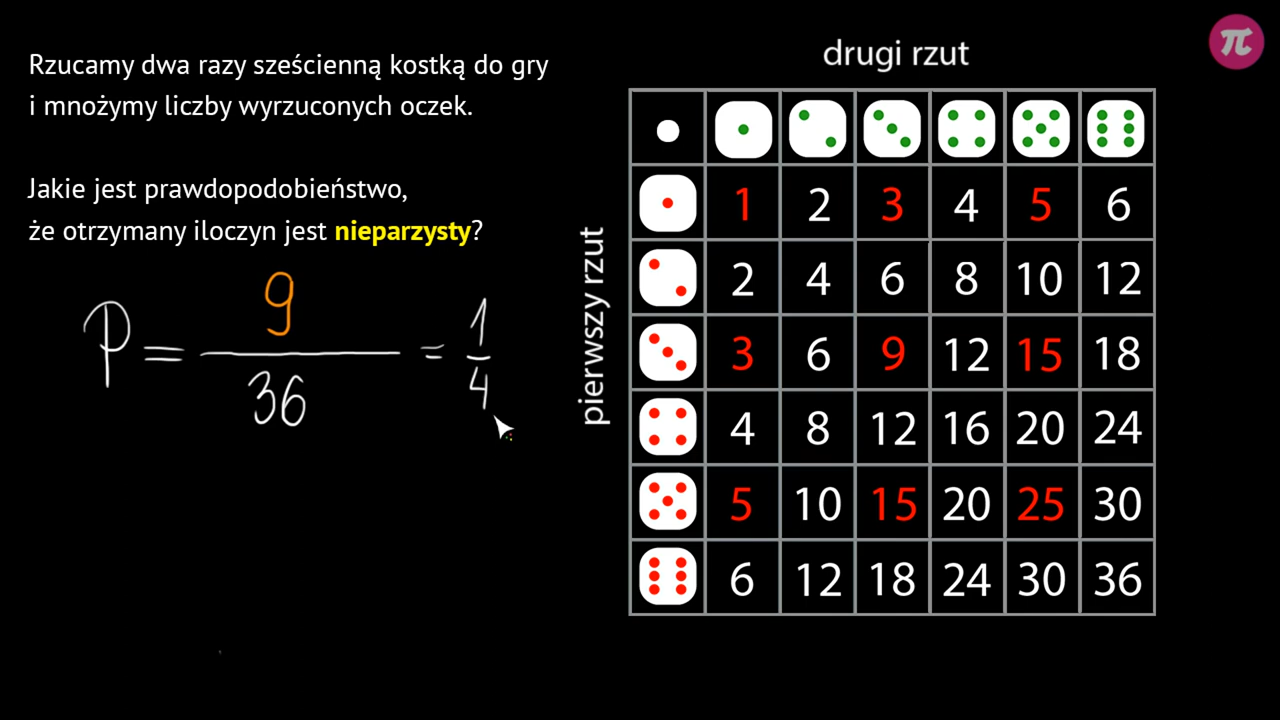 Rzucamy dwa razy sześcienną kostką do gry
i mnożymy liczby wyrzuconych oczek.
Jakie jest prawdopodobieństwo,
że otrzymany iloczyn jest nieparzysty?
P = 9/36 = 1/4
π
drugi rzut
pierwszy rzut
1 2 3 4 5 6
2 4 6 8 10 12
3 6 9 12 15 18
4 8 12 16 20 24
5 10 15 20 25 30
6 12 18 24 30 36